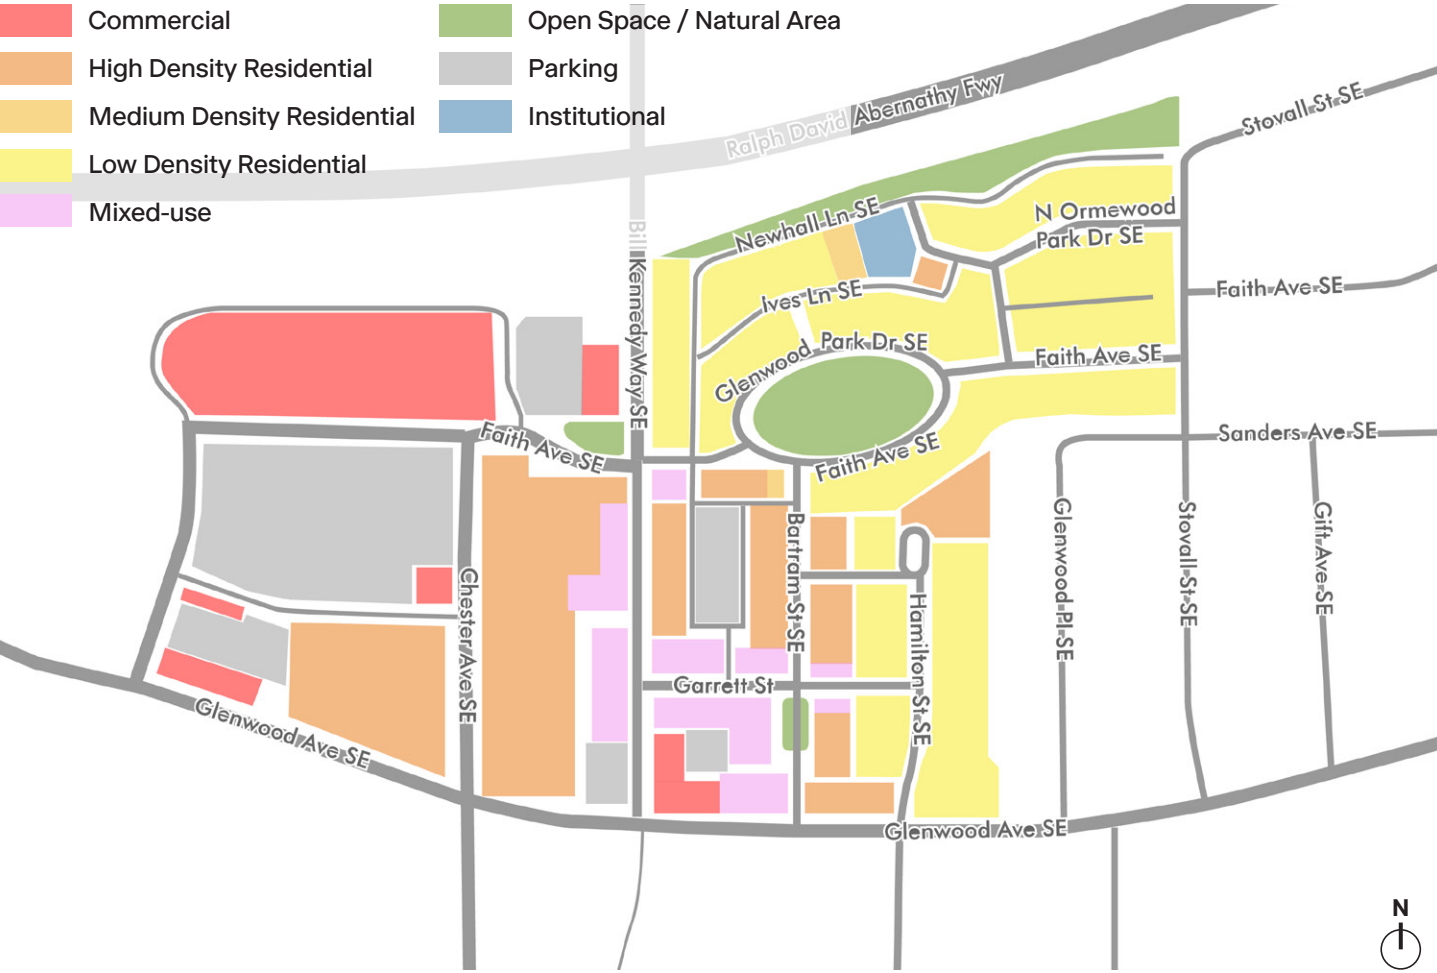 Commercial
High Density Residential
Medium Density Residential
Low Density Residential
Mixed-use
Open Space / Natural Area
Parking
Institutional
Ralph David Abernathy Fwy
Stovall St SE
Bill Kennedy Way SE
Newhall Ln SE
N Ormewood
Park Dr SE
Ives Ln SE
Faith Ave SE
Glenwood Park Dr SE
Faith Ave SE
Faith Ave SE
Faith Ave SE
Sanders Ave SE
Chester Ave SE
Bartram St SE
Hamilton St SE
Glenwood Pl SE
Stovall St SE
Gift Ave SE
Garrett St
Glenwood Ave SE
Glenwood Ave SE
N